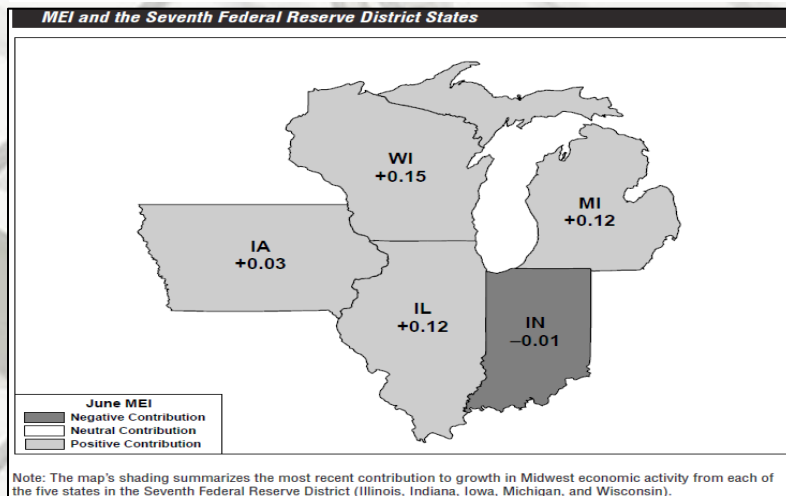 MEI and the Seventh Federal Reserve District States
WI
+0.15
MI
+0.12
IA
+0.03
IL
+0.12
IN
−0.01
June MEI
Negative Contribution
Neutral Contribution
Positive Contribution
Note: The map's shading summarizes the most recent contribution to growth in Midwest economic activity from each of
the five states in the Seventh Federal Reserve District (Illinois, Indiana, Iowa, Michigan, and Wisconsin).